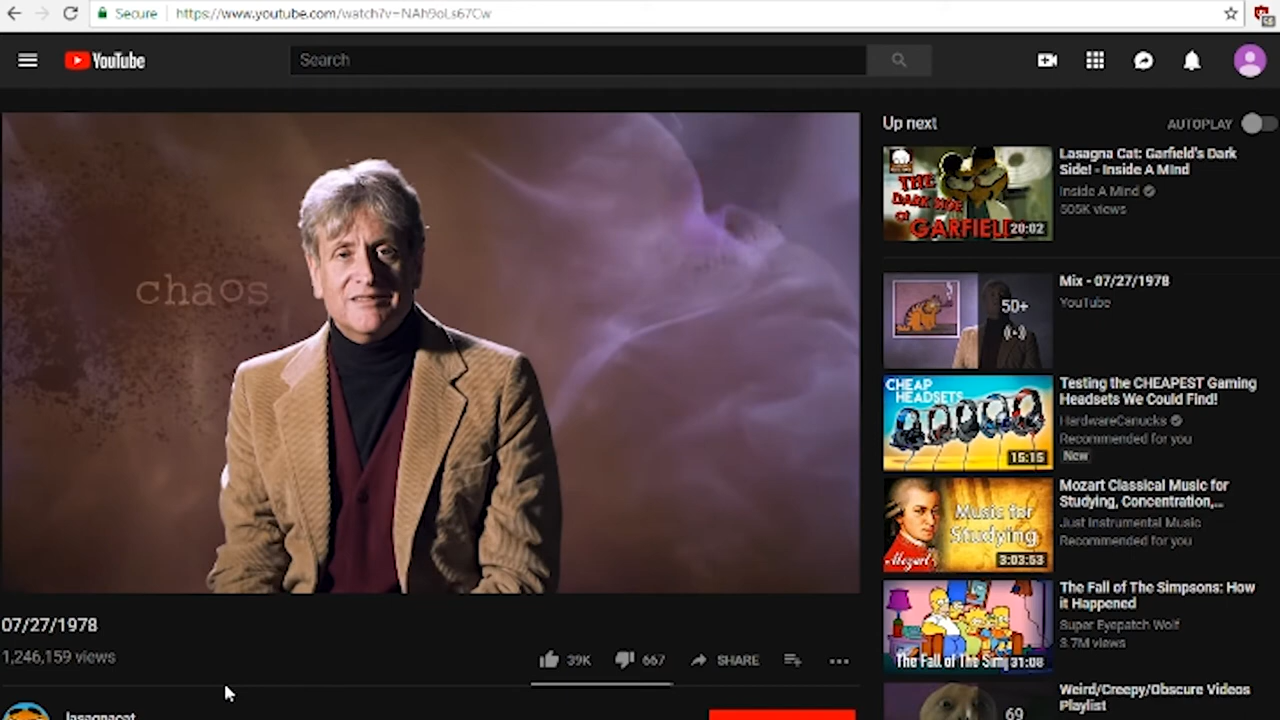 Secure
https://www.youtube.com/watch?v=NAh9oLs67Cw
YouTube
Search
chaos
07/27/1978
1,246,159 views
39K
667
SHARE
lasagnacat
Up next
AUTOPLAY
THE
DARK SIDE
of
GARFIELD
20:02
Lasagna Cat: Garfield's Dark
Side! - Inside A Mind
Inside A Mind
505K views
50+
Mix - 07/27/1978
YouTube
CHEAP
HEADSETS
15:15
Testing the CHEAPEST Gaming
Headsets We Could Find!
HardwareCanucks
Recommended for you
New
Music for
Studying
Mozart
3:03:53
Mozart Classical Music for
Studying, Concentration,...
Just Instrumental Music
Recommended for you
The Fall of The Sim
31:08
The Fall of The Simpsons: How
it Happened
Super Eyepatch Wolf
3.7M views
69
Weird/Creepy/Obscure Videos
Playlist